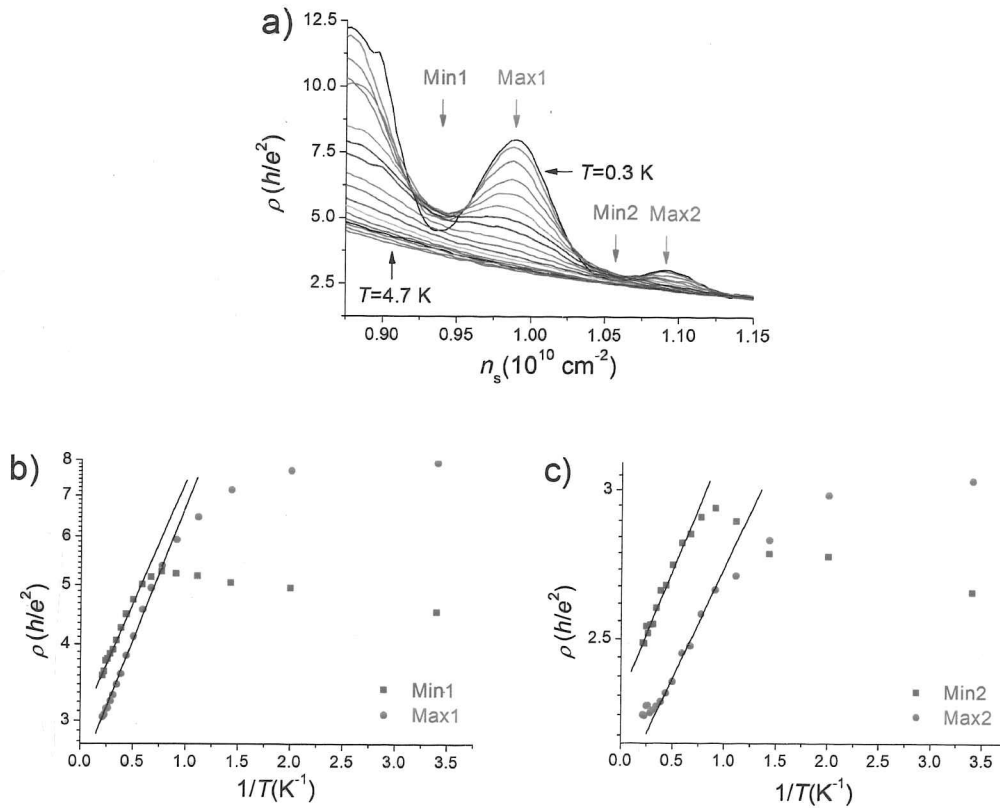 a)
12.5
10.0
7.5
5.0
2.5
ρ (h/e²)
Min1
Max1
T=0.3 K
Min2
Max2
T=4.7 K
0.90
0.95
1.00
1.05
1.10
1.15
nₛ(10¹⁰ cm⁻²)
b)
8
7
6
5
4
3
ρ (h/e²)
Min1
Max1
0.0
0.5
1.0
1.5
2.0
2.5
3.0
3.5
1/T(K⁻¹)
c)
3
2.5
ρ (h/e²)
Min2
Max2
0.0
0.5
1.0
1.5
2.0
2.5
3.0
3.5
1/T(K⁻¹)